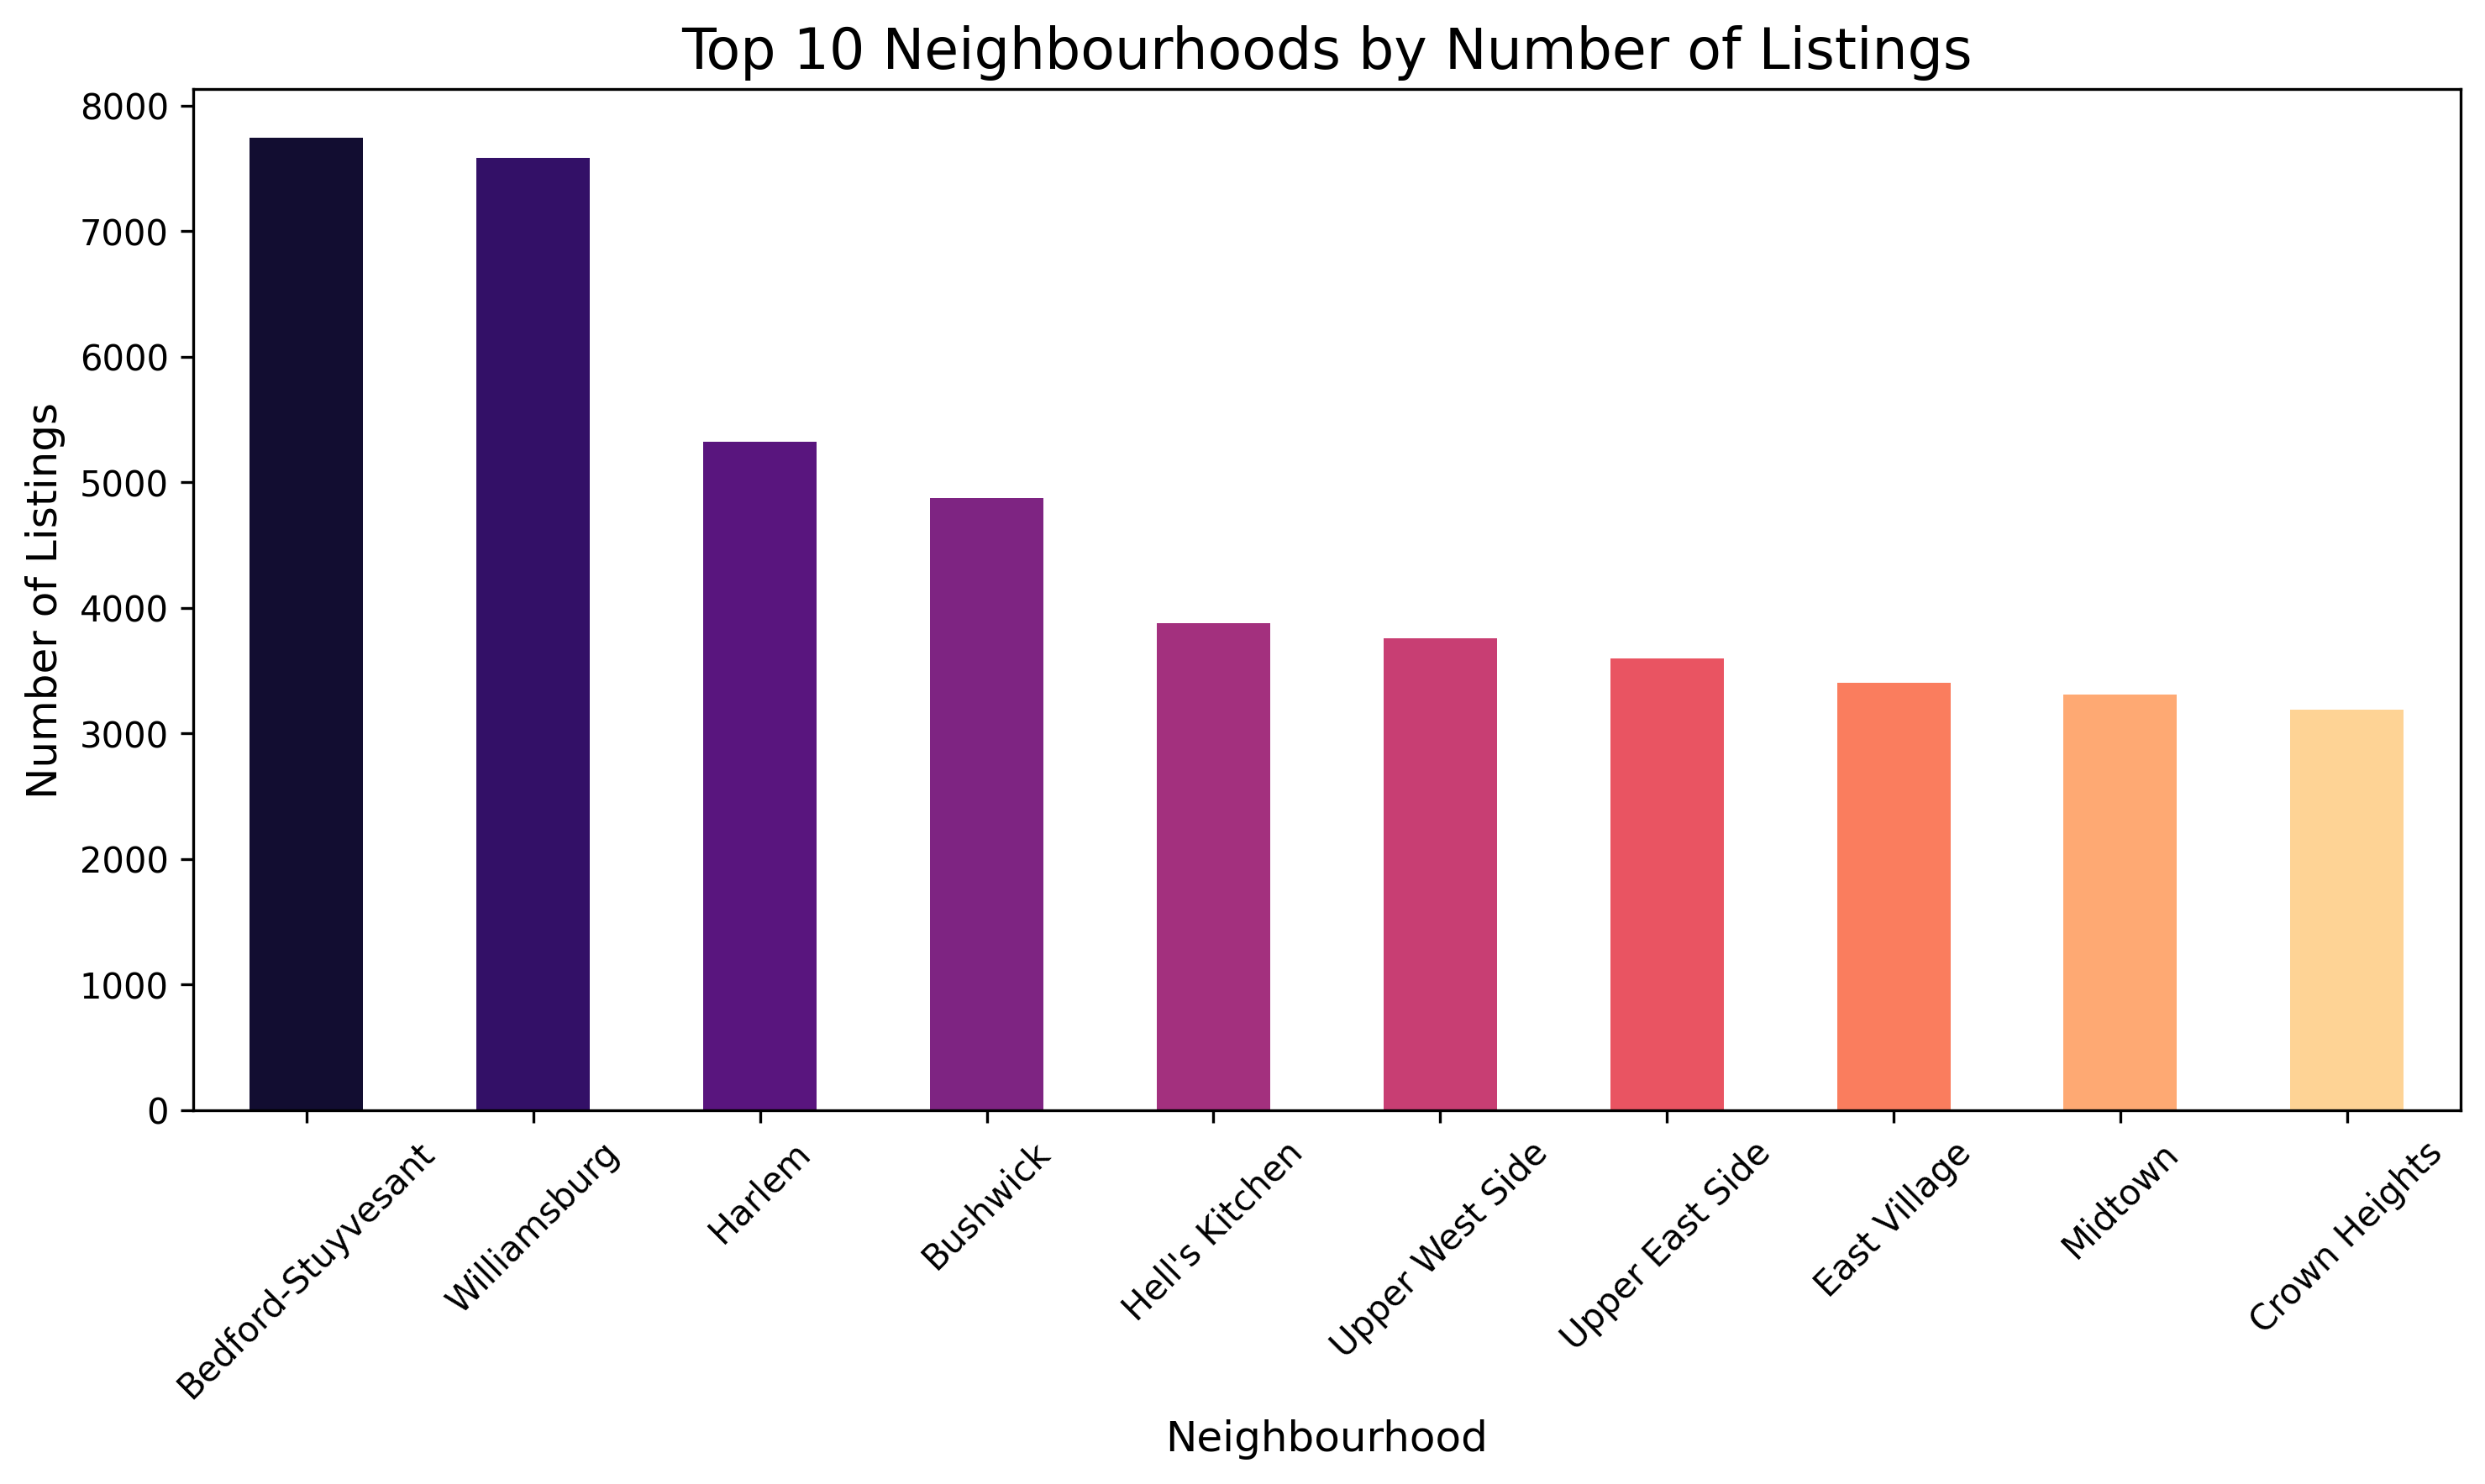 Top 10 Neighbourhoods by Number of Listings
Number of Listings
8000
7000
6000
5000
4000
3000
2000
1000
0
Bedford-Stuyvesant
Williamsburg
Harlem
Bushwick
Hell's Kitchen
Upper West Side
Upper East Side
East Village
Midtown
Crown Heights
Neighbourhood